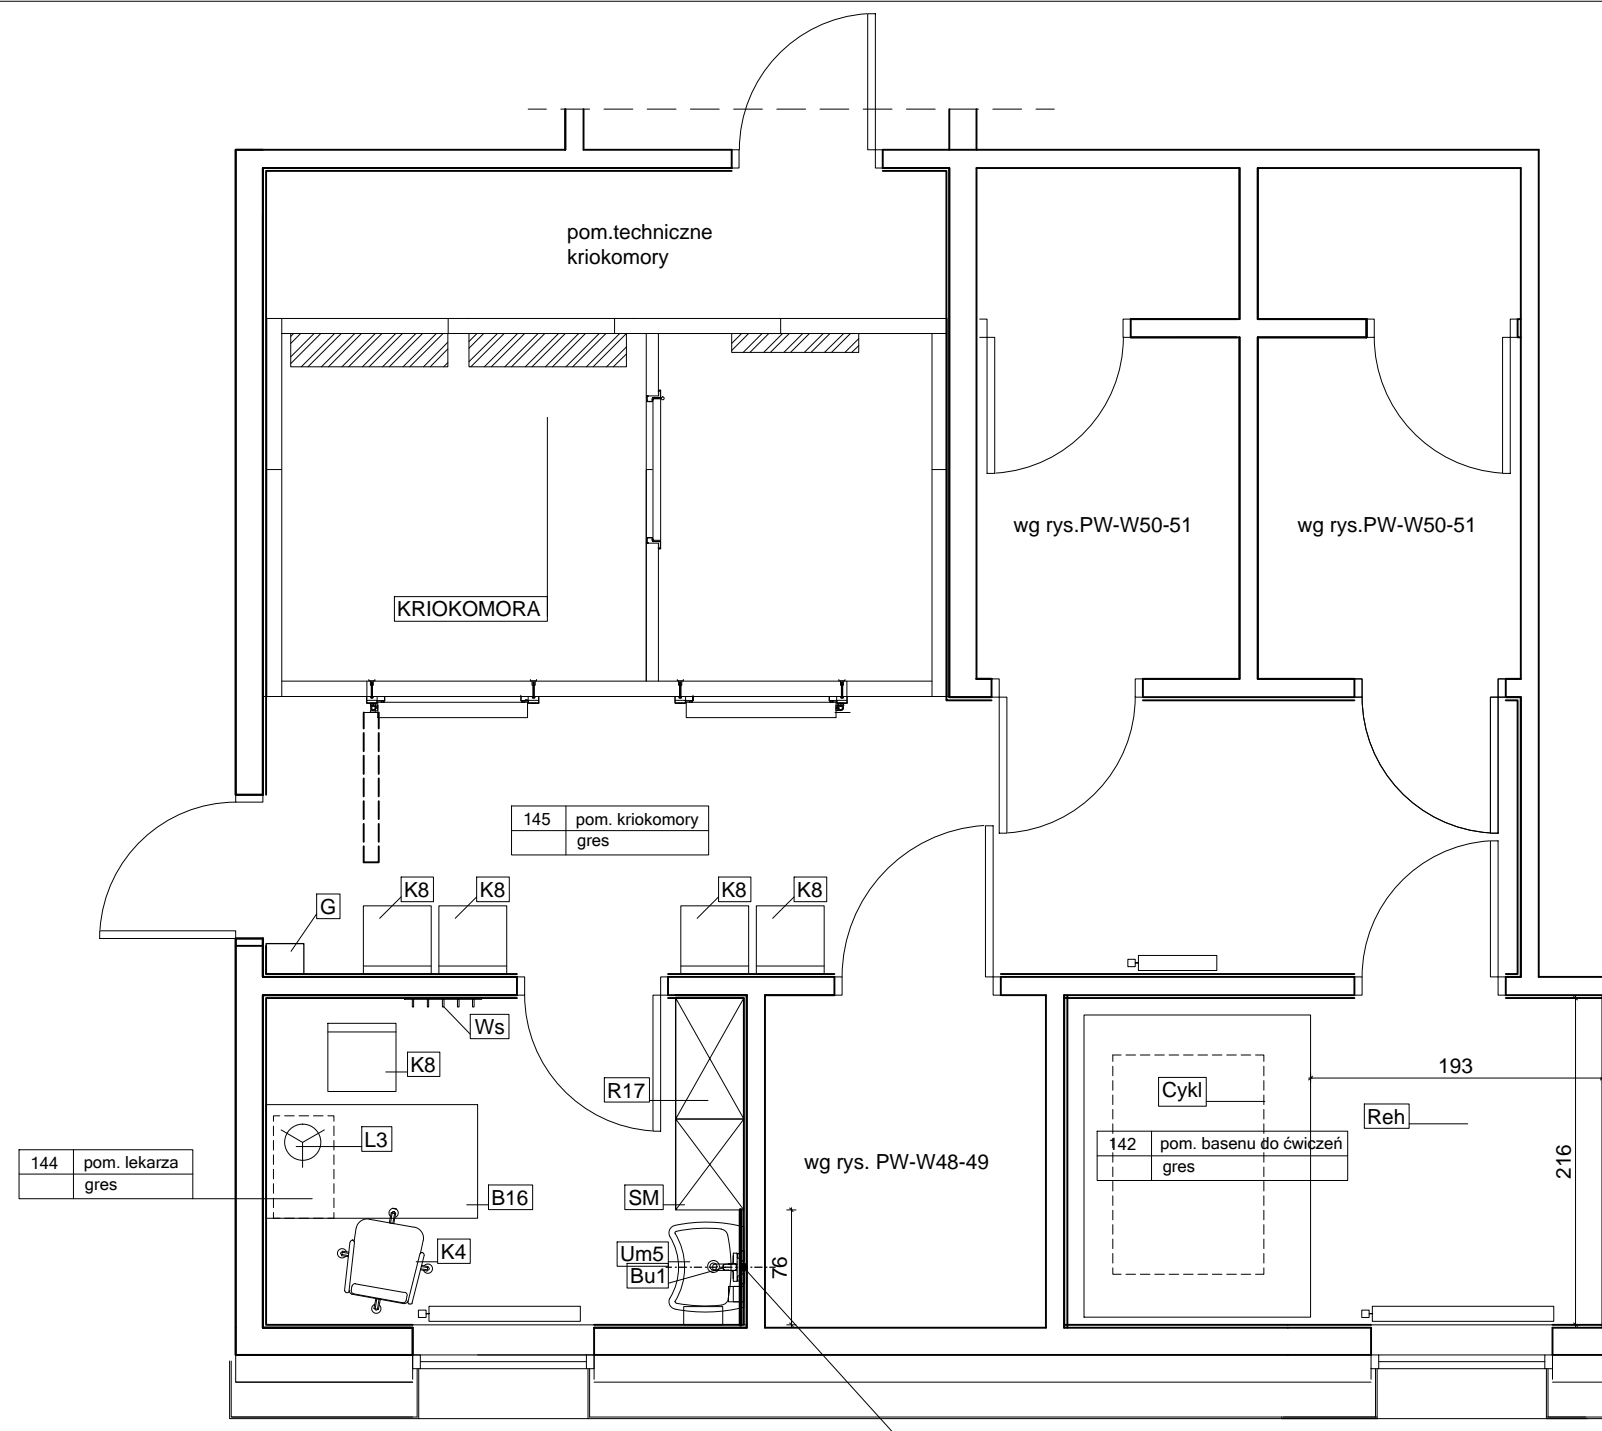 pom.techniczne
kriokomory
wg rys.PW-W50-51
wg rys.PW-W50-51
KRIOKOMORA
145 pom. kriokomory
gres
K8
K8
K8
K8
G
Ws
K8
R17
193
Cykl
Reh
L3
142 pom. basenu do ćwiczeń
gres
144 pom. lekarza
gres
wg rys. PW-W48-49
216
B16
SM
K4
Um5
Bu1
76